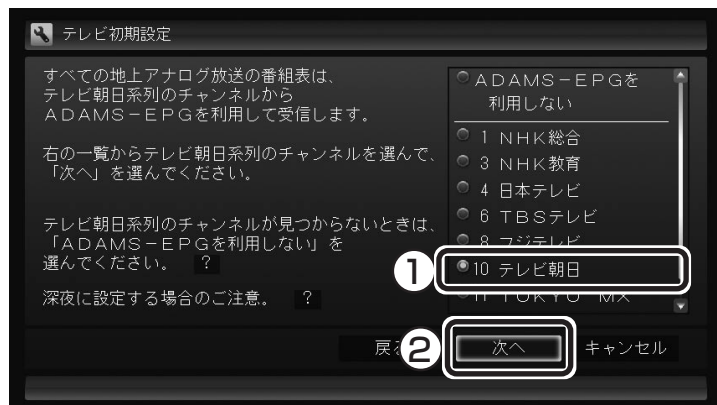 テレビ初期設定
すべての地上アナログ放送の番組表は、
テレビ朝日系列のチャンネルから
ADAMS-EPGを利用して受信します。
右の一覧からテレビ朝日系列のチャンネルを選んで、
「次へ」を選んでください。
テレビ朝日系列のチャンネルが見つからないときは、
「ADAMS-EPGを利用しない」を
選んでください。 ?
深夜に設定する場合のご注意。 ?
ADAMS-EPGを
利用しない
1 NHK総合
3 NHK教育
4 日本テレビ
6 TBSテレビ
8 フジテレビ
① 10 テレビ朝日
11 TOKYO MX
戻る ② 次へ キャンセル